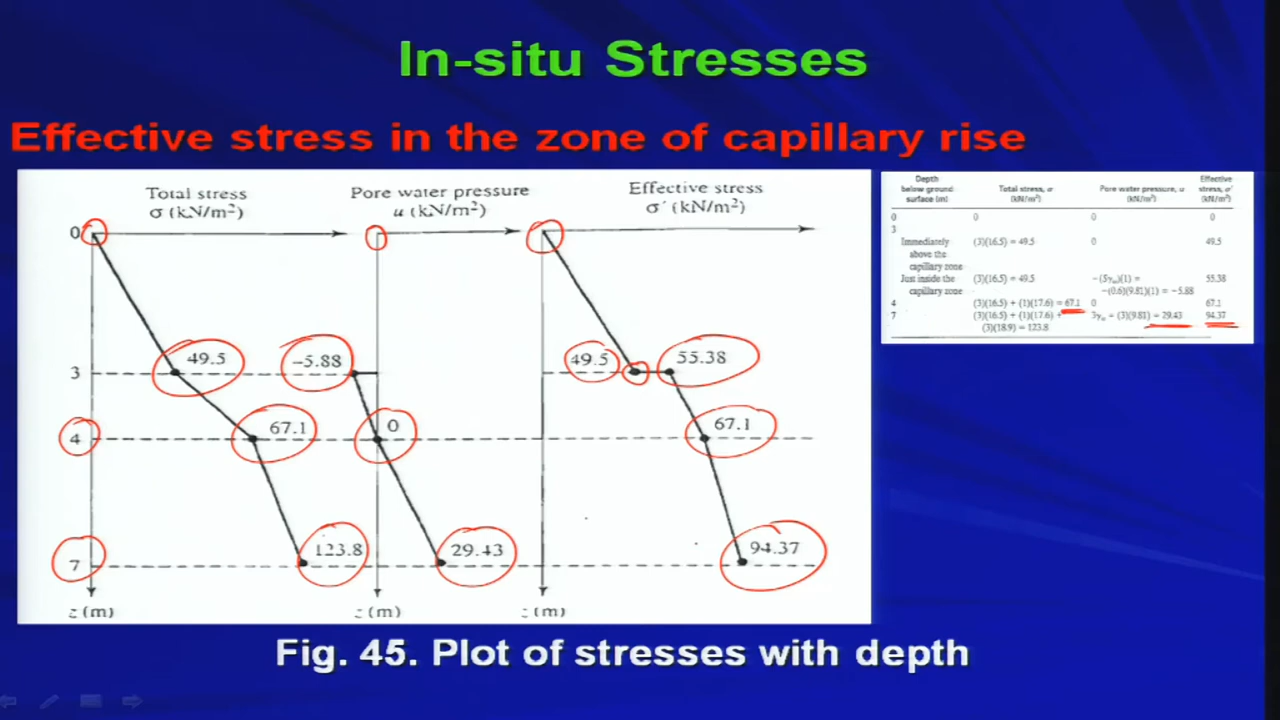 In-situ Stresses
Effective stress in the zone of capillary rise
Total stress
σ (kN/m²)
Pore water pressure
u (kN/m²)
Effective stress
σ′ (kN/m²)
0
49.5
-5.88
49.5
55.38
3
67.1
0
67.1
4
123.8
29.43
94.37
7
z (m)
z (m)
z (m)
Depth
below ground
surface (m)
Total stress, σ
(kN/m²)
Pore water pressure, u
(kN/m²)
Effective
stress, σ′
(kN/m²)
0 0 0 0
3
Immediately (3)(16.5) = 49.5 0 49.5
above the
capillary zone
Just inside the (3)(16.5) = 49.5 -(Sγw)(1) = 55.38
capillary zone -(0.6)(9.81)(1) = -5.88
4 (3)(16.5) + (1)(17.6) = 67.1 0 67.1
7 (3)(16.5) + (1)(17.6) + 3γw = (3)(9.81) = 29.43 94.37
(3)(18.9) = 123.8
Fig. 45. Plot of stresses with depth